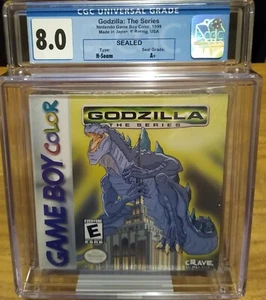 CGC UNIVERSAL GRADE
8.0
Godzilla: The Series
Nintendo Game Boy Color, 1999
Made in Japan, E Rating, USA
SEALED
Type:
H-Seam
Seal Grade:
A+
GAME BOY COLOR
GODZILLA
THE SERIES
EVERYONE
E
CRAVE